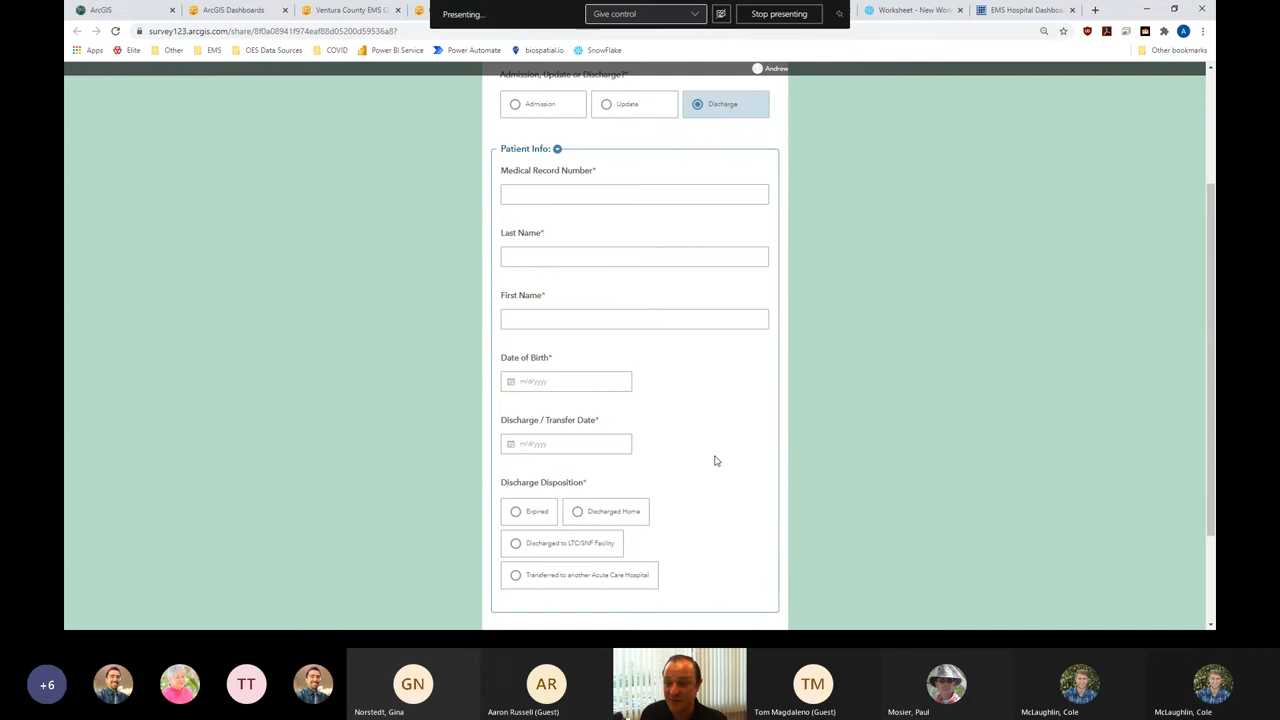 Presenting...
Give control
Stop presenting
ArcGIS
ArcGIS Dashboards
Ventura County EMS
Worksheet - New Wor
EMS Hospital Dashboa
survey123.arcgis.com/share/8f0a08941f974eaf88d05200d59536a8?
Apps
Elite
Other
EMS
OES Data Sources
COVID
Power BI Service
Power Automate
biospatial.io
SnowFlake
Other bookmarks
Admission, Update or Discharge?*
Andrew
Admission
Update
Discharge
Patient Info:
Medical Record Number*
Last Name*
First Name*
Date of Birth*
m/d/yyyy
Discharge / Transfer Date*
m/d/yyyy
Discharge Disposition*
Expired
Discharged Home
Discharged to LTC/SNF Facility
Transferred to another Acute Care Hospital
+6
TT
GN
AR
TM
Norstedt, Gina
Aaron Russell (Guest)
Tom Magdaleno (Guest)
Mosier, Paul
McLaughlin, Cole
McLaughlin, Cole